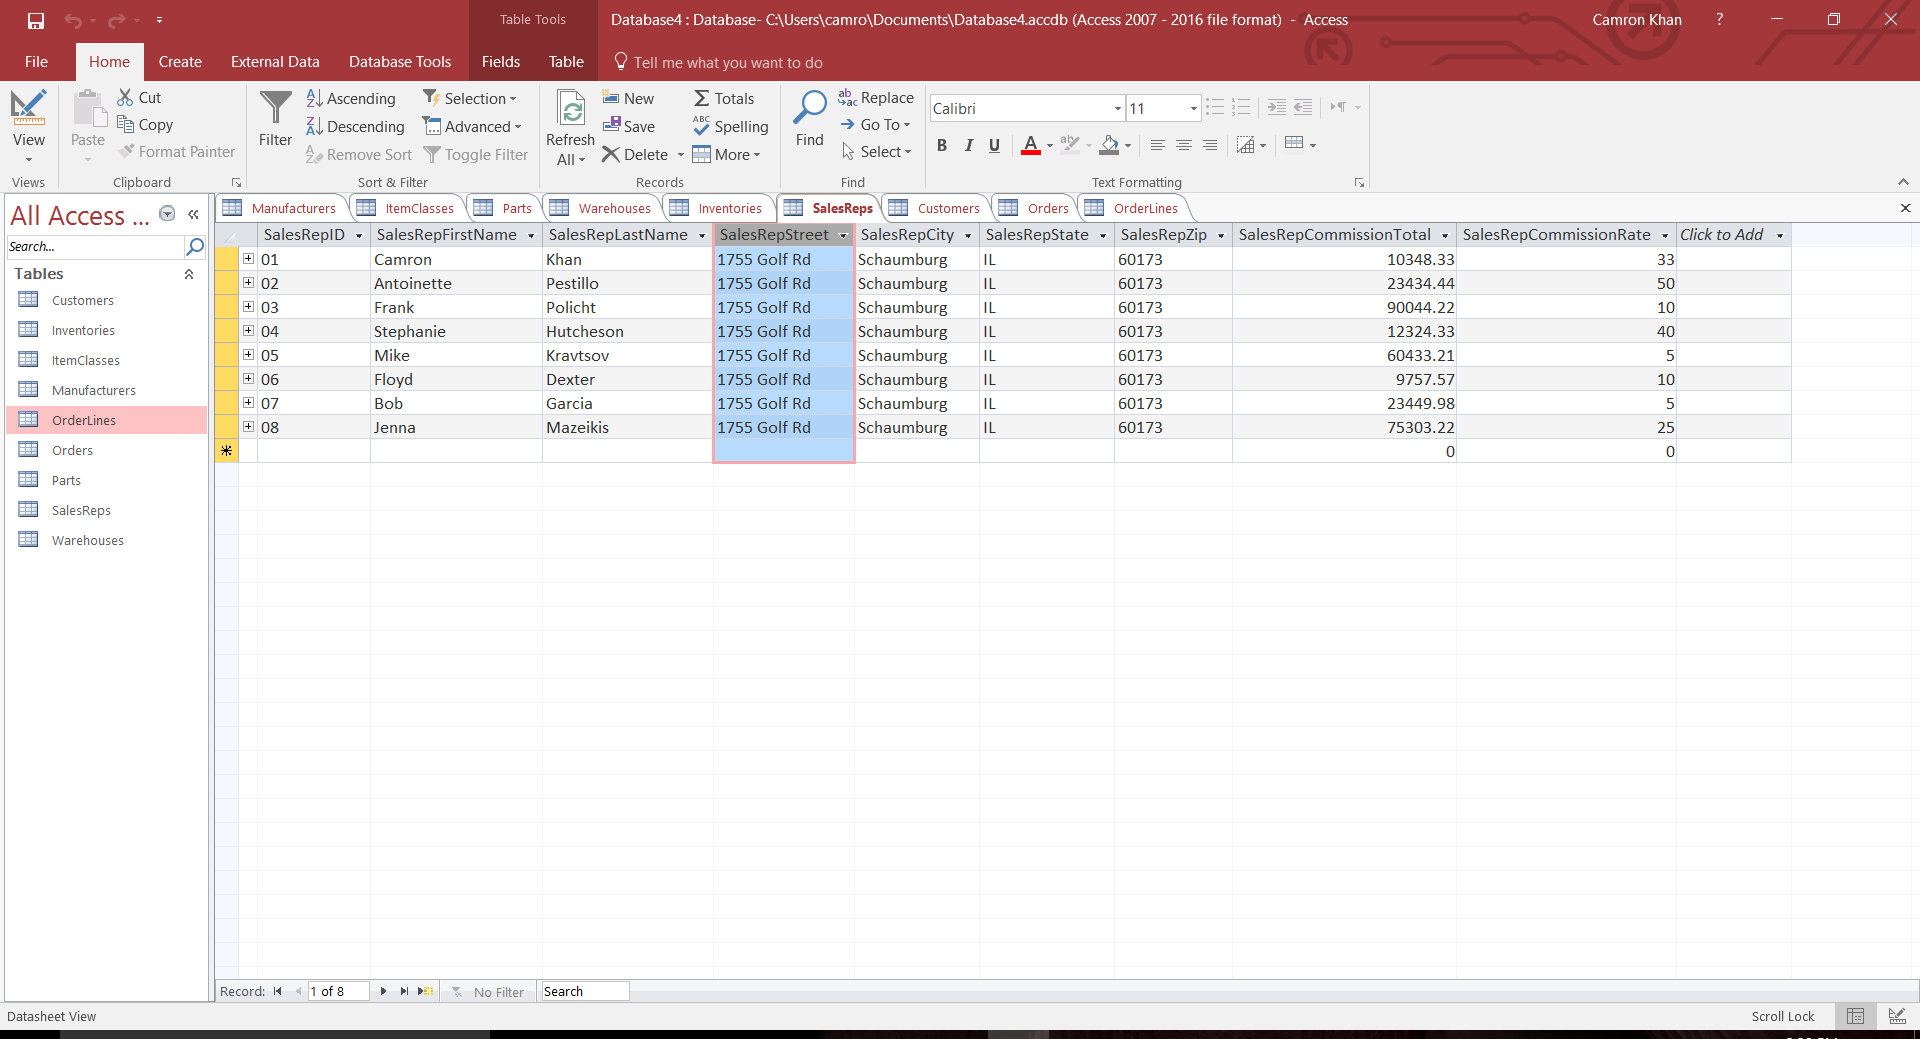 Table Tools
Database4 : Database- C:\Users\camro\Documents\Database4.accdb (Access 2007 - 2016 file format) - Access
Camron Khan
?
File Home Create External Data Database Tools Fields Table Tell me what you want to do
View
Views
Paste
Cut
Copy
Format Painter
Clipboard
Filter
Ascending
Descending
Remove Sort
Selection
Advanced
Toggle Filter
Sort & Filter
Refresh
All
New
Save
Delete
Totals
Spelling
More
Records
Find
Replace
Go To
Select
Find
Calibri 11
B I U A
Text Formatting
All Access ...
Search...
Tables
Customers
Inventories
ItemClasses
Manufacturers
OrderLines
Orders
Parts
SalesReps
Warehouses
Manufacturers ItemClasses Parts Warehouses Inventories SalesReps Customers Orders OrderLines
SalesRepID SalesRepFirstName SalesRepLastName SalesRepStreet SalesRepCity SalesRepState SalesRepZip SalesRepCommissionTotal SalesRepCommissionRate Click to Add
01 Camron Khan 1755 Golf Rd Schaumburg IL 60173 10348.33 33
02 Antoinette Pestillo 1755 Golf Rd Schaumburg IL 60173 23434.44 50
03 Frank Policht 1755 Golf Rd Schaumburg IL 60173 90044.22 10
04 Stephanie Hutcheson 1755 Golf Rd Schaumburg IL 60173 12324.33 40
05 Mike Kravtsov 1755 Golf Rd Schaumburg IL 60173 60433.21 5
06 Floyd Dexter 1755 Golf Rd Schaumburg IL 60173 9757.57 10
07 Bob Garcia 1755 Golf Rd Schaumburg IL 60173 23449.98 5
08 Jenna Mazeikis 1755 Golf Rd Schaumburg IL 60173 75303.22 25
0 0
Record: 1 of 8 No Filter Search
Datasheet View
Scroll Lock